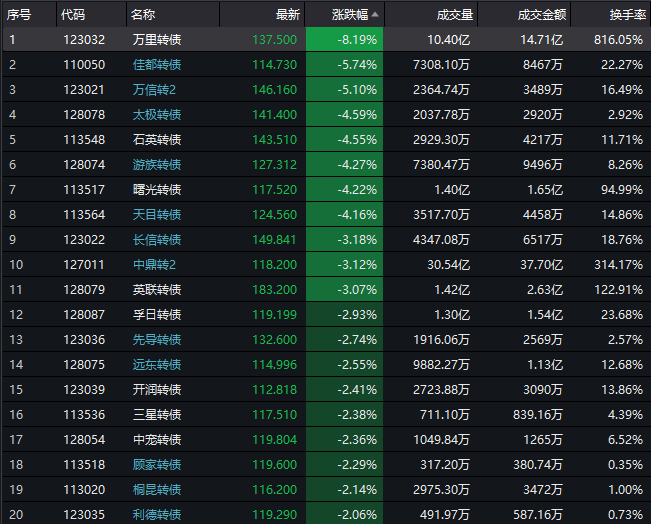 序号 代码 名称 最新 涨跌幅 成交量 成交金额 换手率
1 123032 万里转债 137.500 -8.19% 10.40亿 14.71亿 816.05%
2 110050 佳都转债 114.730 -5.74% 7308.10万 8467万 22.27%
3 123021 万信转2 146.160 -5.10% 2364.74万 3489万 16.49%
4 128078 太极转债 141.400 -4.59% 2037.78万 2920万 2.92%
5 113548 石英转债 143.510 -4.55% 2929.30万 4217万 11.71%
6 128074 游族转债 127.312 -4.27% 7380.47万 9496万 8.26%
7 113517 曙光转债 117.520 -4.22% 1.40亿 1.65亿 94.99%
8 113564 天目转债 124.560 -4.16% 3517.70万 4458万 14.86%
9 123022 长信转债 149.841 -3.18% 4347.08万 6517万 18.76%
10 127011 中鼎转2 118.200 -3.12% 30.54亿 37.70亿 314.17%
11 128079 英联转债 183.200 -3.07% 1.42亿 2.63亿 122.91%
12 128087 孚日转债 119.199 -2.93% 1.30亿 1.54亿 23.68%
13 123036 先导转债 132.600 -2.74% 1916.06万 2569万 2.57%
14 128075 远东转债 114.996 -2.55% 9882.27万 1.13亿 12.68%
15 123039 开润转债 112.818 -2.41% 2723.88万 3090万 13.86%
16 113536 三星转债 117.510 -2.38% 711.10万 839.16万 4.39%
17 128054 中宠转债 119.804 -2.36% 1049.84万 1265万 6.52%
18 113518 顾家转债 119.600 -2.29% 317.20万 380.74万 0.35%
19 113020 桐昆转债 116.200 -2.14% 2975.30万 3472万 1.00%
20 123035 利德转债 119.290 -2.06% 491.97万 587.16万 0.73%